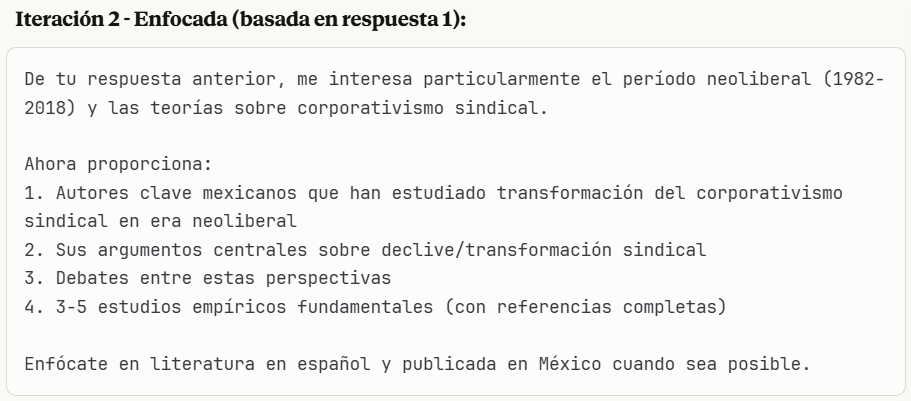 Iteración 2 - Enfocada (basada en respuesta 1):
De tu respuesta anterior, me interesa particularmente el período neoliberal (1982-
2018) y las teorías sobre corporativismo sindical.
Ahora proporciona:
1. Autores clave mexicanos que han estudiado transformación del corporativismo
sindical en era neoliberal
2. Sus argumentos centrales sobre declive/transformación sindical
3. Debates entre estas perspectivas
4. 3-5 estudios empíricos fundamentales (con referencias completas)
Enfócate en literatura en español y publicada en México cuando sea posible.